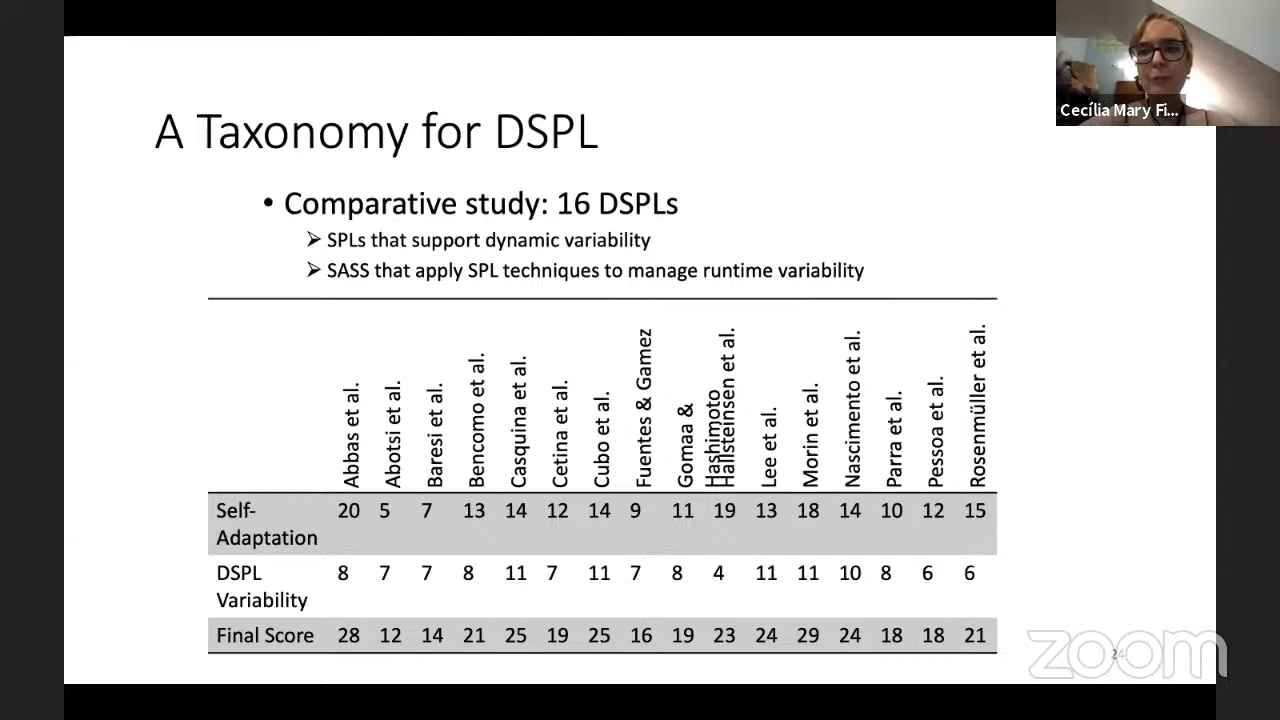 Cecília Mary Fi...
A Taxonomy for DSPL
• Comparative study: 16 DSPLs
➢ SPLs that support dynamic variability
➢ SASS that apply SPL techniques to manage runtime variability
Abbas et al.
Abotsi et al.
Baresi et al.
Bencomo et al.
Casquina et al.
Cetina et al.
Cubo et al.
Fuentes & Gamez
Gomaa &
Hashimoto
Hallsteinsen et al.
Lee et al.
Morin et al.
Nascimento et al.
Parra et al.
Pessoa et al.
Rosenmüller et al.
Self- 20 5 7 13 14 12 14 9 11 19 13 18 14 10 12 15
Adaptation
DSPL 8 7 7 8 11 7 11 7 8 4 11 11 10 8 6 6
Variability
Final Score 28 12 14 21 25 19 25 16 19 23 24 29 24 18 18 21
24
zoom